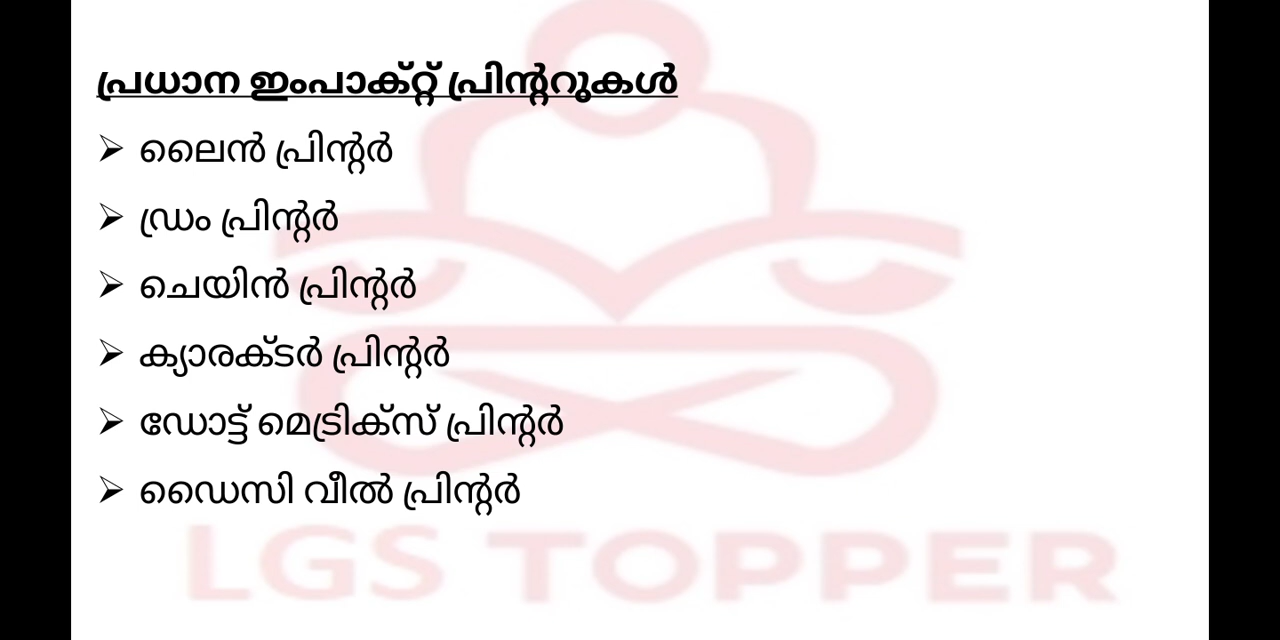 പ്രധാന ഇംപാക്റ്റ് പ്രിന്ററുകൾ
➢ ലൈൻ പ്രിന്റർ
➢ ഡ്രം പ്രിന്റർ
➢ ചെയിൻ പ്രിന്റർ
➢ ക്യാരക്ടർ പ്രിന്റർ
➢ ഡോട്ട് മെട്രിക്സ് പ്രിന്റർ
➢ ഡൈസി വീൽ പ്രിന്റർ
LGS TOPPER